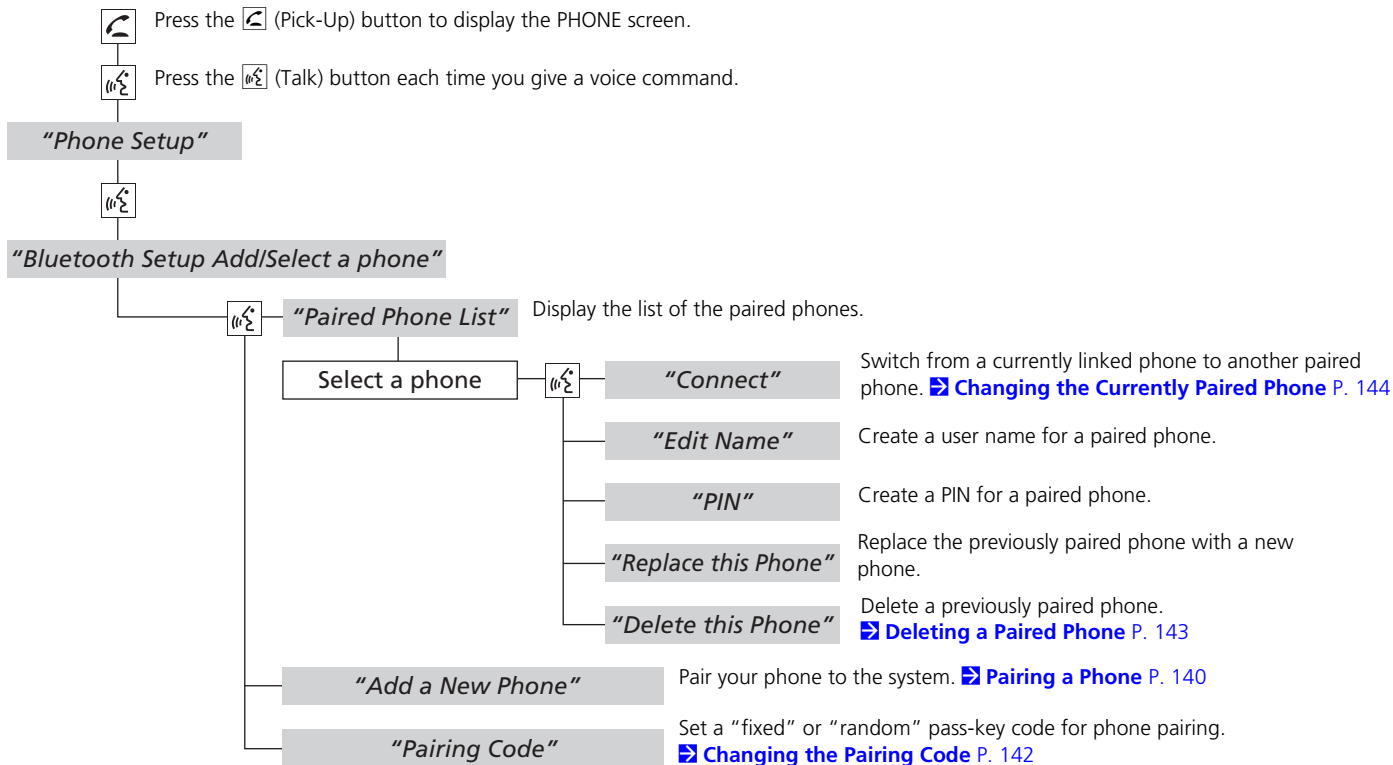 Press the (Pick-Up) button to display the PHONE screen.
Press the (Talk) button each time you give a voice command.
“Phone Setup”
“Bluetooth Setup Add/Select a phone”
“Paired Phone List”
Display the list of the paired phones.
Select a phone
“Connect”
Switch from a currently linked phone to another paired
phone. Changing the Currently Paired Phone P. 144
“Edit Name”
Create a user name for a paired phone.
“PIN”
Create a PIN for a paired phone.
“Replace this Phone”
Replace the previously paired phone with a new
phone.
“Delete this Phone”
Delete a previously paired phone.
Deleting a Paired Phone P. 143
“Add a New Phone”
Pair your phone to the system. Pairing a Phone P. 140
“Pairing Code”
Set a “fixed” or “random” pass-key code for phone pairing.
Changing the Pairing Code P. 142